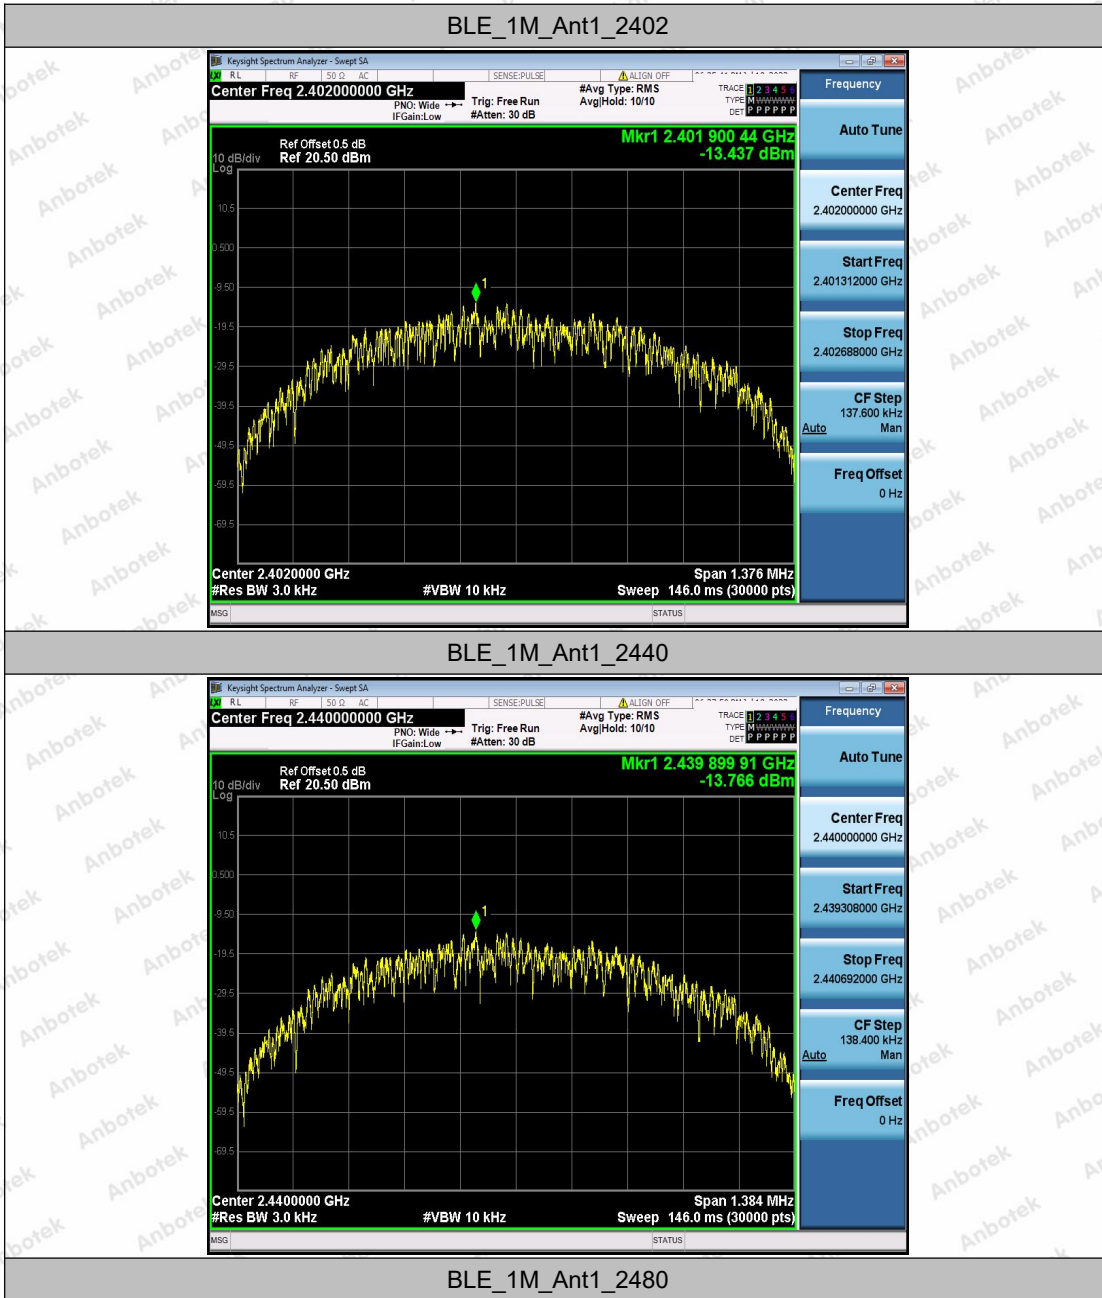 BLE_1M_Ant1_2402
Keysight Spectrum Analyzer - Swept SA
RL RF 50 Ω AC SENSE:PULSE ALIGN OFF
Center Freq 2.402000000 GHz
PNO: Wide
IFGain:Low
Trig: Free Run
#Atten: 30 dB
#Avg Type: RMS
Avg|Hold: 10/10
TRACE 1 2 3 4 5 6
TYPE M WWWWW
DET P P P P P P
Mkr1 2.401 900 44 GHz
-13.437 dBm
Ref Offset 0.5 dB
10 dB/div Ref 20.50 dBm
Log
10.5
0.500
-9.50
-19.5
-29.5
-39.5
-49.5
-59.5
-69.5
1
Center 2.4020000 GHz Span 1.376 MHz
#Res BW 3.0 kHz #VBW 10 kHz Sweep 146.0 ms (30000 pts)
MSG STATUS
Frequency
Auto Tune
Center Freq
2.402000000 GHz
Start Freq
2.401312000 GHz
Stop Freq
2.402688000 GHz
CF Step
137.600 kHz
Auto Man
Freq Offset
0 Hz
BLE_1M_Ant1_2440
Keysight Spectrum Analyzer - Swept SA
RL RF 50 Ω AC SENSE:PULSE ALIGN OFF
Center Freq 2.440000000 GHz
PNO: Wide
IFGain:Low
Trig: Free Run
#Atten: 30 dB
#Avg Type: RMS
Avg|Hold: 10/10
TRACE 1 2 3 4 5 6
TYPE M WWWWW
DET P P P P P P
Mkr1 2.439 899 91 GHz
-13.766 dBm
Ref Offset 0.5 dB
10 dB/div Ref 20.50 dBm
Log
10.5
0.500
-9.50
-19.5
-29.5
-39.5
-49.5
-59.5
-69.5
1
Center 2.4400000 GHz Span 1.384 MHz
#Res BW 3.0 kHz #VBW 10 kHz Sweep 146.0 ms (30000 pts)
MSG STATUS
Frequency
Auto Tune
Center Freq
2.440000000 GHz
Start Freq
2.439308000 GHz
Stop Freq
2.440692000 GHz
CF Step
138.400 kHz
Auto Man
Freq Offset
0 Hz
BLE_1M_Ant1_2480
Anbotek